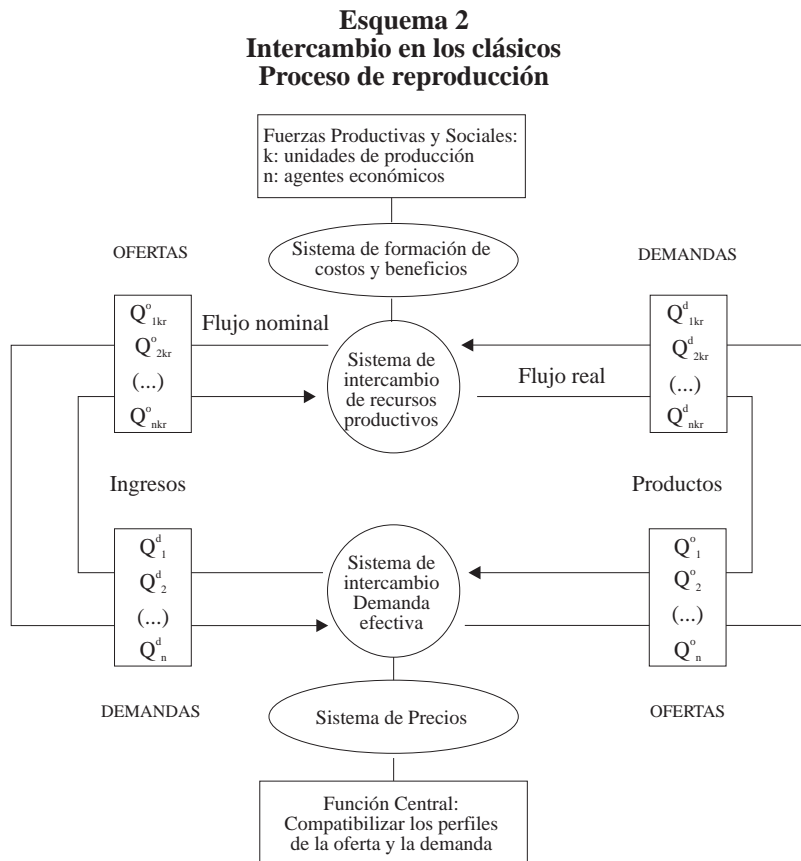 Esquema 2
Intercambio en los clásicos
Proceso de reproducción
Fuerzas Productivas y Sociales:
k: unidades de producción
n: agentes económicos
Sistema de formación de
costos y beneficios
OFERTAS
DEMANDAS
Q°₁ₖᵣ
Q°₂ₖᵣ
(...)
Q°ₙₖᵣ
Flujo nominal
Sistema de
intercambio
de recursos
productivos
Flujo real
Qᵈ₁ₖᵣ
Qᵈ₂ₖᵣ
(...)
Qᵈₙₖᵣ
Ingresos
Productos
Qᵈ₁
Qᵈ₂
(...)
Qᵈₙ
Sistema de
intercambio
Demanda
efectiva
Q°₁
Q°₂
(...)
Q°ₙ
DEMANDAS
Sistema de Precios
OFERTAS
Función Central:
Compatibilizar los perfiles
de la oferta y la demanda